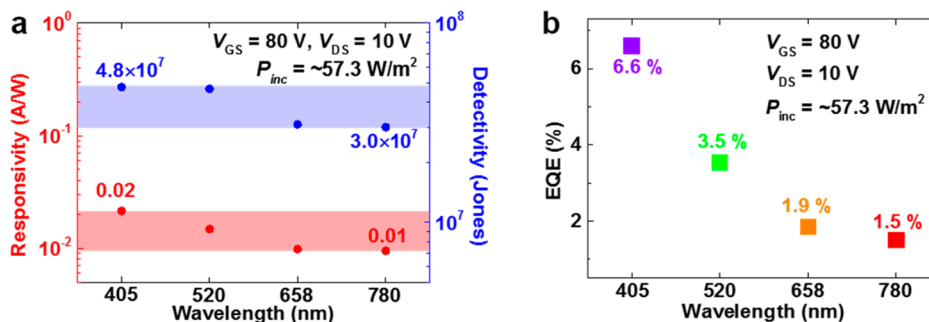 a
V_GS = 80 V, V_DS = 10 V
P_inc = ~57.3 W/m²
Responsivity (A/W)
10⁰
10⁻¹
10⁻²
4.8×10⁷
3.0×10⁷
0.02
0.01
10⁸
10⁷
Detectivity (Jones)
405 520 658 780
Wavelength (nm)
b
V_GS = 80 V
V_DS = 10 V
P_inc = ~57.3 W/m²
EQE (%)
6
4
2
6.6 %
3.5 %
1.9 %
1.5 %
405 520 658 780
Wavelength (nm)